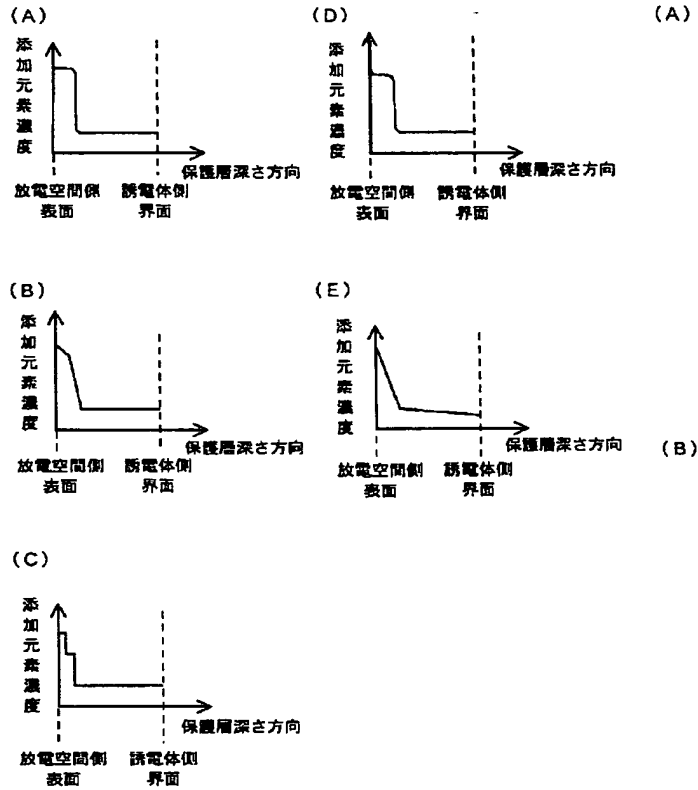 (A)
添加元素濃度
保護層深さ方向
放電空間側
表面
誘電体側
界面
(B)
添加元素濃度
保護層深さ方向
放電空間側
表面
誘電体側
界面
(C)
添加元素濃度
保護層深さ方向
放電空間側
表面
誘電体側
界面
(D)
添加元素濃度
保護層深さ方向
放電空間側
表面
誘電体側
界面
(E)
添加元素濃度
保護層深さ方向
放電空間側
表面
誘電体側
界面
(A)
(B)